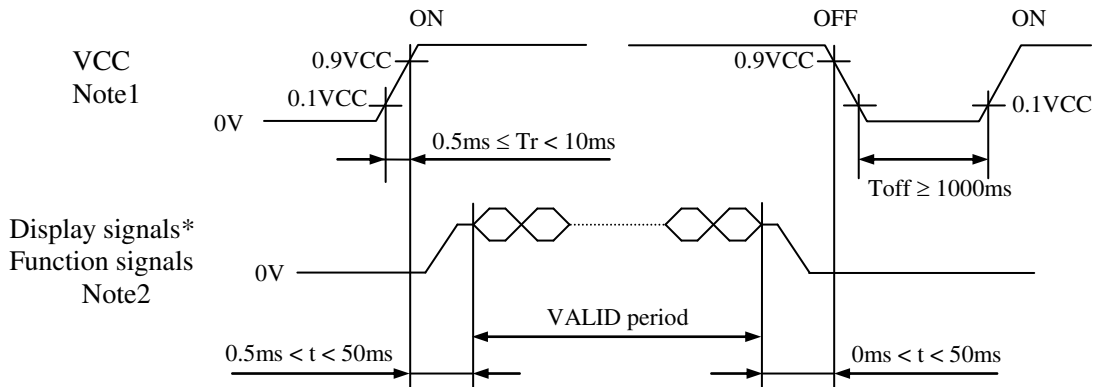 ON
OFF
ON
VCC
Note1
0.9VCC
0.9VCC
0.1VCC
0.1VCC
0V
0.5ms ≤ Tr < 10ms
Toff ≥ 1000ms
Display signals*
Function signals
Note2
0V
VALID period
0.5ms < t < 50ms
0ms < t < 50ms